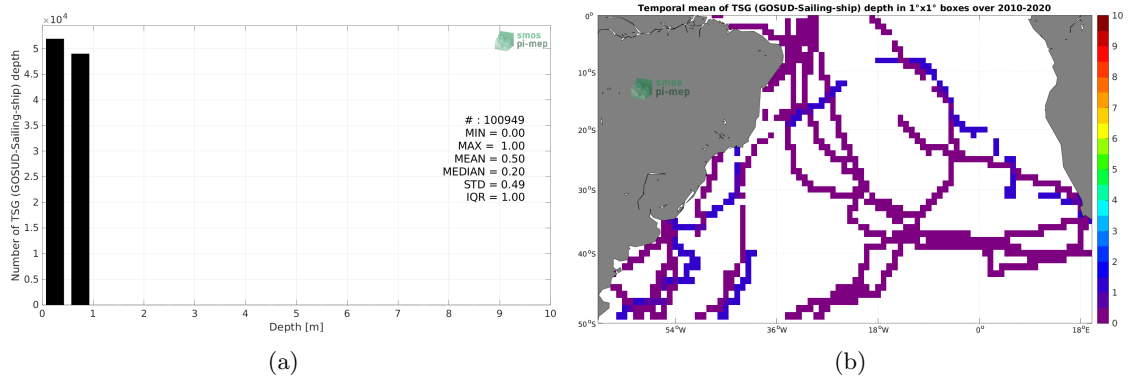 ×10⁴
5
4.5
4
3.5
3
2.5
2
1.5
1
0.5
0
Number of TSG (GOSUD-Sailing-ship) depth
smos
pi-mep
# : 100949
MIN = 0.00
MAX = 1.00
MEAN = 0.50
MEDIAN = 0.20
STD = 0.49
IQR = 1.00
0 1 2 3 4 5 6 7 8 9 10
Depth [m]
(a)
Temporal mean of TSG (GOSUD-Sailing-ship) depth in 1°x1° boxes over 2010-2020
0°
10°S
20°S
30°S
40°S
50°S
smos
pi-mep
54°W 36°W 18°W 0° 18°E
10
9
8
7
6
5
4
3
2
1
0
(b)